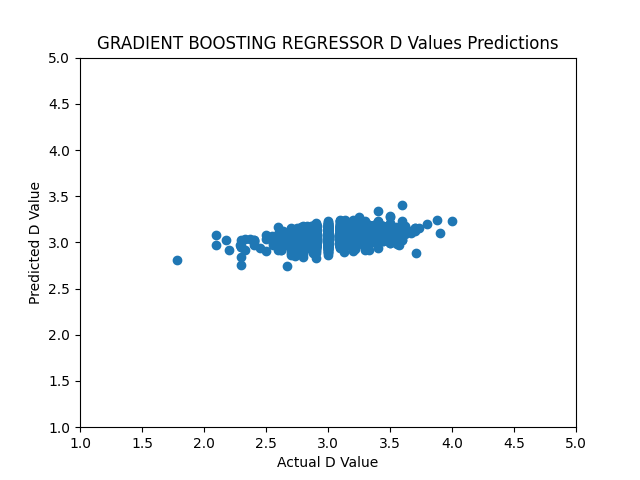 GRADIENT BOOSTING REGRESSOR D Values Predictions
5.0
4.5
4.0
3.5
3.0
2.5
2.0
1.5
1.0
Predicted D Value
1.0 1.5 2.0 2.5 3.0 3.5 4.0 4.5 5.0
Actual D Value